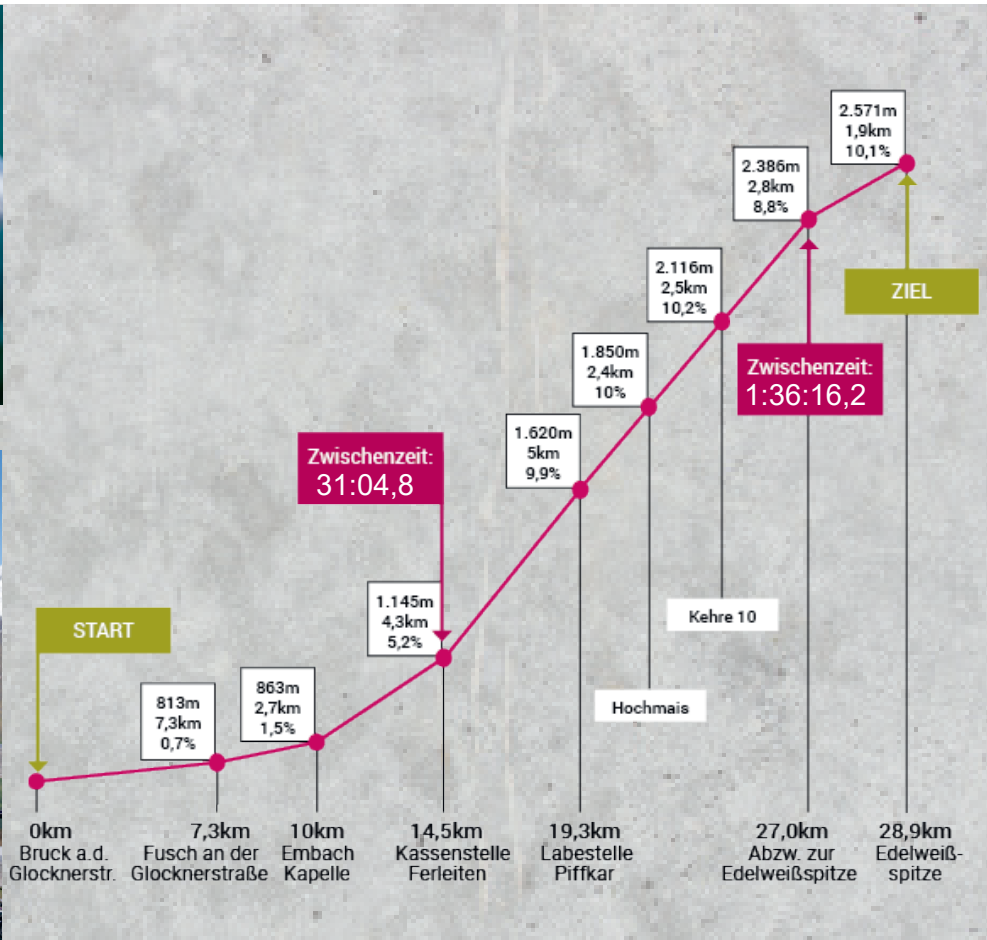 2.571m
1,9km
10,1%
2.386m
2,8km
8,8%
ZIEL
2.116m
2,5km
10,2%
1.850m
2,4km
10%
Zwischenzeit:
1:36:16,2
1.620m
5km
9,9%
Zwischenzeit:
31:04,8
1.145m
4,3km
5,2%
Kehre 10
START
863m
2,7km
1,5%
813m
7,3km
0,7%
Hochmais
0km
Bruck a.d.
Glocknerstr.
7,3km
Fusch an der
Glocknerstraße
10km
Embach
Kapelle
14,5km
Kassenstelle
Ferleiten
19,3km
Labestelle
Piffkar
27,0km
Abzw. zur
Edelweißspitze
28,9km
Edelweiß-
spitze